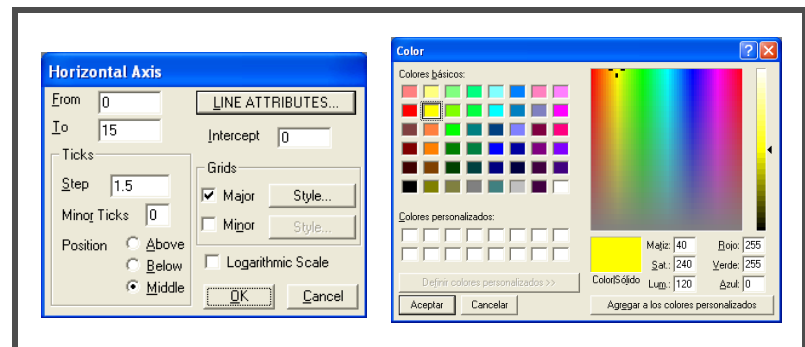 Horizontal Axis
From 0
To 15
LINE ATTRIBUTES...
Intercept 0
Ticks
Step 1.5
Minor Ticks 0
Position Above
Below
Middle
Grids
Major Style...
Minor Style...
Logarithmic Scale
OK Cancel
Color
Colores básicos:
Colores personalizados:
Definir colores personalizados >>
Aceptar Cancelar
Color|Sólido
Matiz: 40 Rojo: 255
Sat.: 240 Verde: 255
Lum.: 120 Azul: 0
Agregar a los colores personalizados